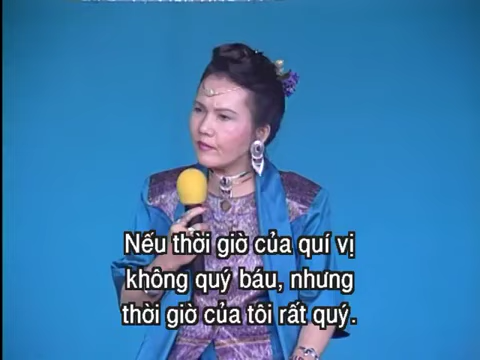 Nếu thời giờ của quí vị
không quý báu, nhưng
thời giờ của tôi rất quý.